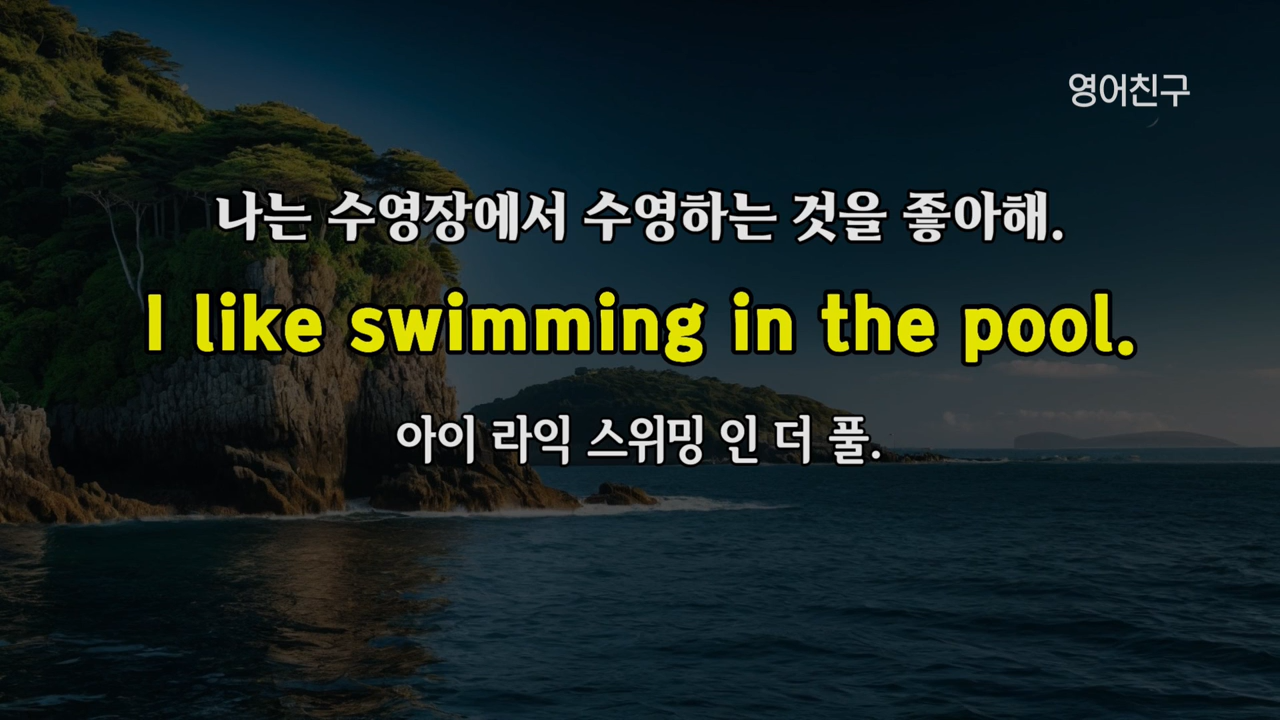 영어친구
나는 수영장에서 수영하는 것을 좋아해.
I like swimming in the pool.
아이 라익 스위밍 인 더 풀.